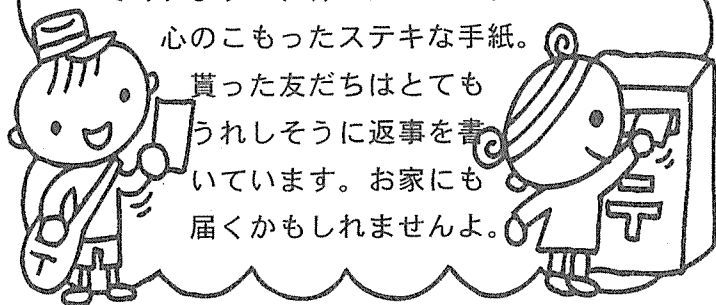 心のこもったステキな手紙。
貰った友だちはとても
うれしそうに返事を書
いています。お家にも
届くかもしれませんよ。
〒